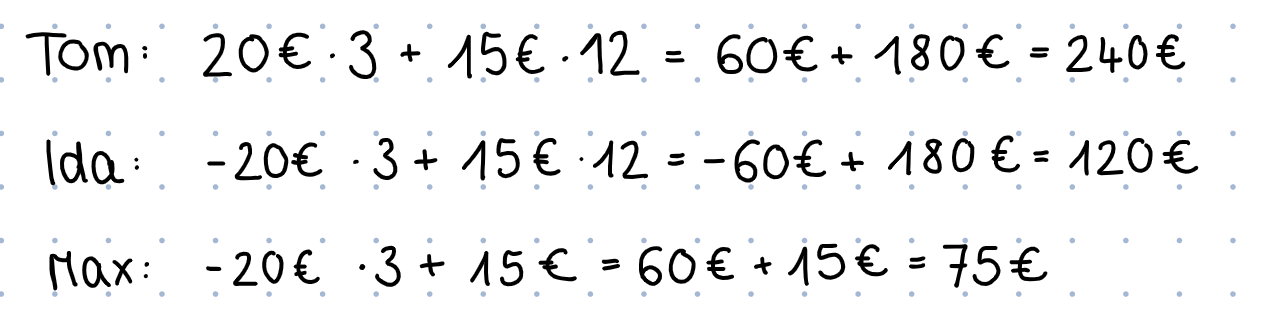 Tom: 20€ · 3 + 15€ · 12 = 60€ + 180€ = 240€
Ida: -20€ · 3 + 15€ · 12 = -60€ + 180€ = 120€
Max: -20€ · 3 + 15€ = 60€ + 15€ = 75€